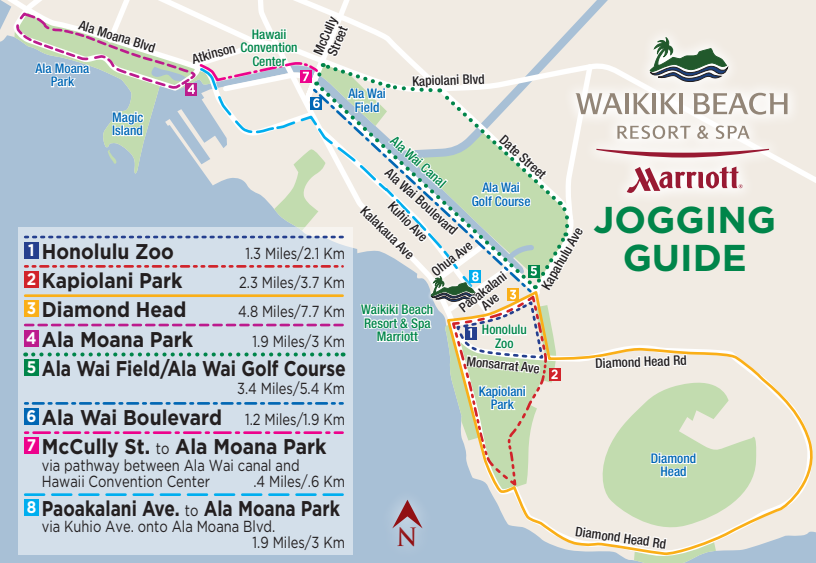 Ala Moana Blvd
Ala Moana
Park
4
Magic
Island
Atkinson
Hawaii
Convention
Center
McCully
Street
7
6
Ala Wai
Field
Kapiolani Blvd
Date Street
Ala Wai Canal
Ala Wai Boulevard
Ala Wai
Golf Course
Kuhio Ave
Kalakaua Ave
Ohua Ave
8
Paoakalani
Ave
3
5
Kapahulu Ave
Waikiki Beach
Resort & Spa
Marriott
1
Honolulu
Zoo
Monsarrat Ave
2
Kapiolani
Park
Diamond Head Rd
Diamond
Head
Diamond Head Rd
N
WAIKIKI BEACH
RESORT & SPA
Marriott®
JOGGING
GUIDE
1 Honolulu Zoo 1.3 Miles/2.1 Km
2 Kapiolani Park 2.3 Miles/3.7 Km
3 Diamond Head 4.8 Miles/7.7 Km
4 Ala Moana Park 1.9 Miles/3 Km
5 Ala Wai Field/Ala Wai Golf Course
3.4 Miles/5.4 Km
6 Ala Wai Boulevard 1.2 Miles/1.9 Km
7 McCully St. to Ala Moana Park
via pathway between Ala Wai canal and
Hawaii Convention Center .4 Miles/.6 Km
8 Paoakalani Ave. to Ala Moana Park
via Kuhio Ave. onto Ala Moana Blvd.
1.9 Miles/3 Km